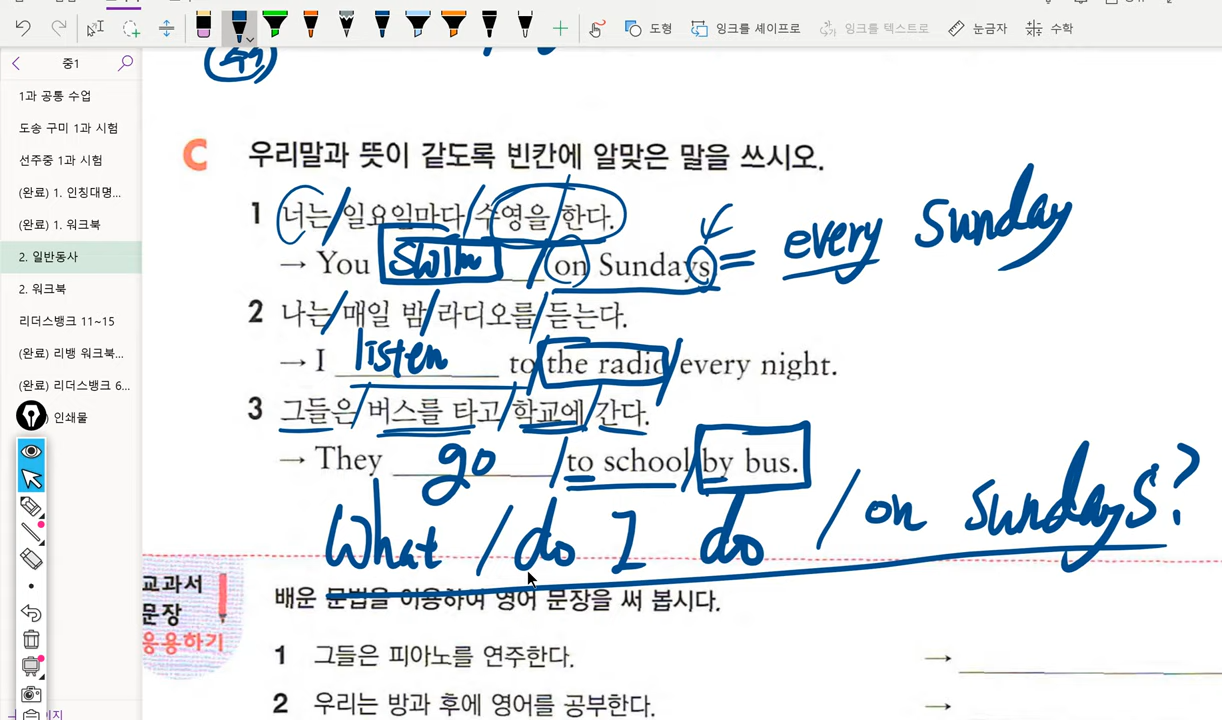 도형
잉크를 셰이프로
잉크를 텍스트로
눈금자
수학
중1
1과 공통 수업
도송 구미 1과 시험
선주중 1과 시험
(완료) 1. 인칭대명...
(완료) 1. 워크북
2. 일반동사
2. 워크북
리더스뱅크 11~15
(완료) 리뱅 워크북...
(완료) 리더스뱅크 6...
인쇄물
C 우리말과 뜻이 같도록 빈칸에 알맞은 말을 쓰시오.
1 너는/일요일마다/수영을/한다.
→ You swim / on Sundays = every Sunday
2 나는/매일 밤/라디오를/듣는다.
→ I listen to/the radio/every night.
3 그들은/버스를 타고/학교에/간다.
→ They go /to school/by bus.
What / do I do / on Sundays?
교과서
문장
응용하기
배운 문법을 이용하여 영어 문장을 써 봅시다.
1 그들은 피아노를 연주한다. →
2 우리는 방과 후에 영어를 공부한다. →